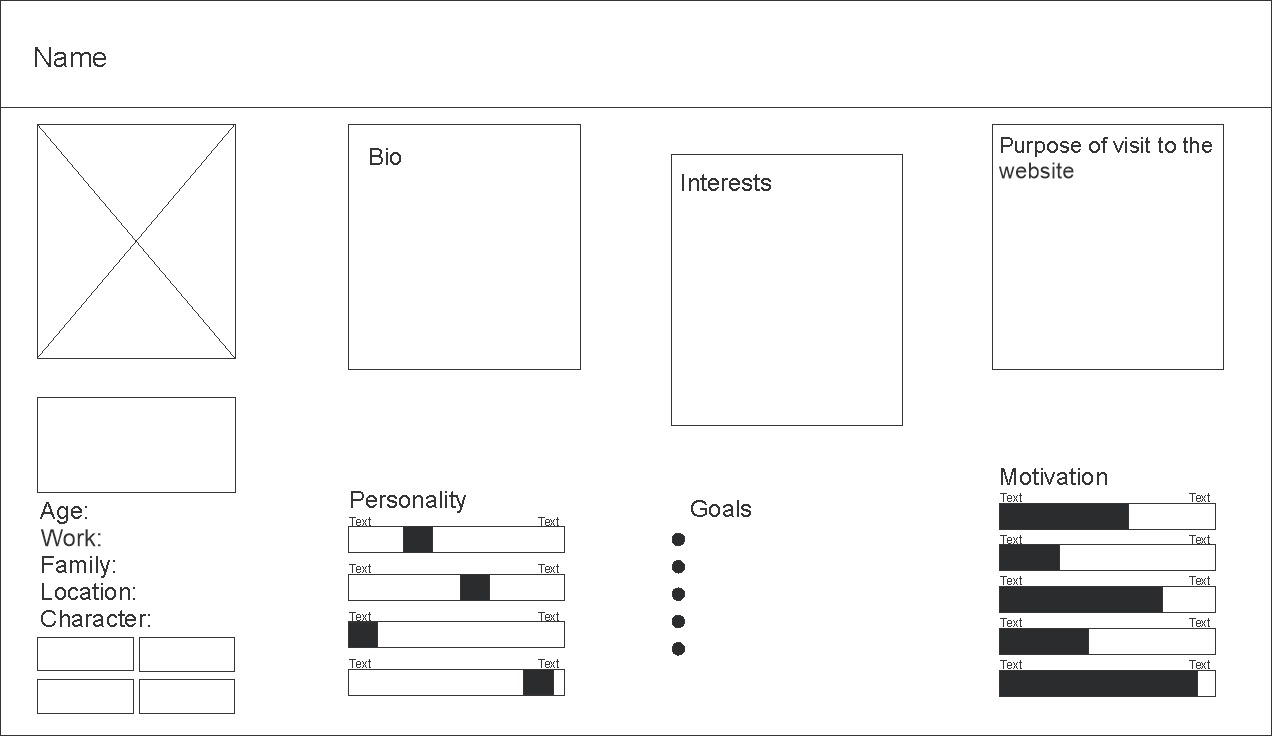 Name
Bio
Interests
Purpose of visit to the
website
Age:
Work:
Family:
Location:
Character:
Personality
Text Text
Text Text
Text Text
Text Text
Goals
Motivation
Text Text
Text Text
Text Text
Text Text
Text Text